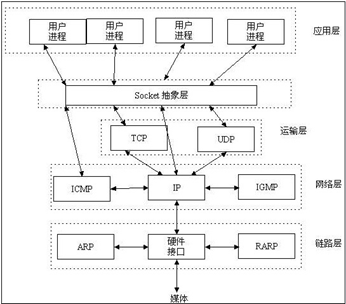 用户进程 用户进程 用户进程 用户进程
应用层
Socket 抽象层
运输层
TCP UDP
ICMP IP IGMP
网络层
ARP 硬件接口 RARP
链路层
媒体